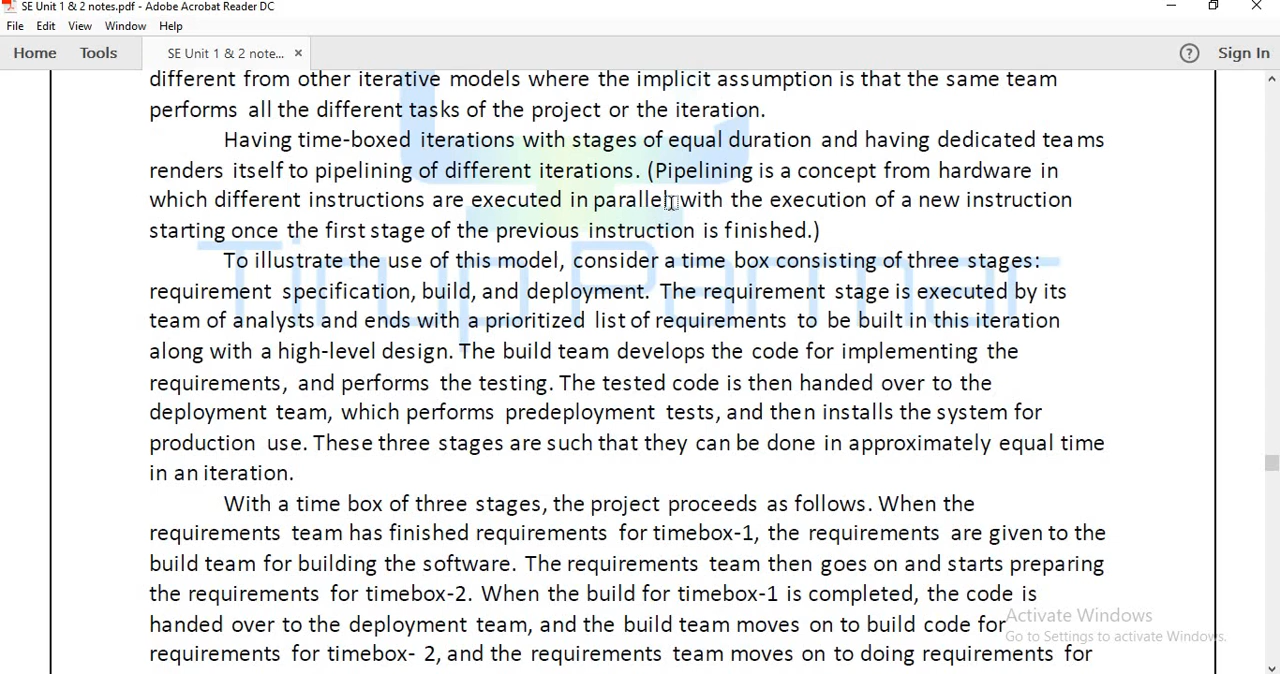 SE Unit 1 & 2 notes.pdf - Adobe Acrobat Reader DC
File Edit View Window Help
Home Tools SE Unit 1 & 2 note... × ? Sign In
different from other iterative models where the implicit assumption is that the same team
performs all the different tasks of the project or the iteration.
Having time-boxed iterations with stages of equal duration and having dedicated teams
renders itself to pipelining of different iterations. (Pipelining is a concept from hardware in
which different instructions are executed in parallel, with the execution of a new instruction
starting once the first stage of the previous instruction is finished.)
To illustrate the use of this model, consider a time box consisting of three stages:
requirement specification, build, and deployment. The requirement stage is executed by its
team of analysts and ends with a prioritized list of requirements to be built in this iteration
along with a high-level design. The build team develops the code for implementing the
requirements, and performs the testing. The tested code is then handed over to the
deployment team, which performs predeployment tests, and then installs the system for
production use. These three stages are such that they can be done in approximately equal time
in an iteration.
With a time box of three stages, the project proceeds as follows. When the
requirements team has finished requirements for timebox-1, the requirements are given to the
build team for building the software. The requirements team then goes on and starts preparing
the requirements for timebox-2. When the build for timebox-1 is completed, the code is
handed over to the deployment team, and the build team moves on to build code for
requirements for timebox- 2, and the requirements team moves on to doing requirements for
Tirup Parmar
Activate Windows
Go to Settings to activate Windows.